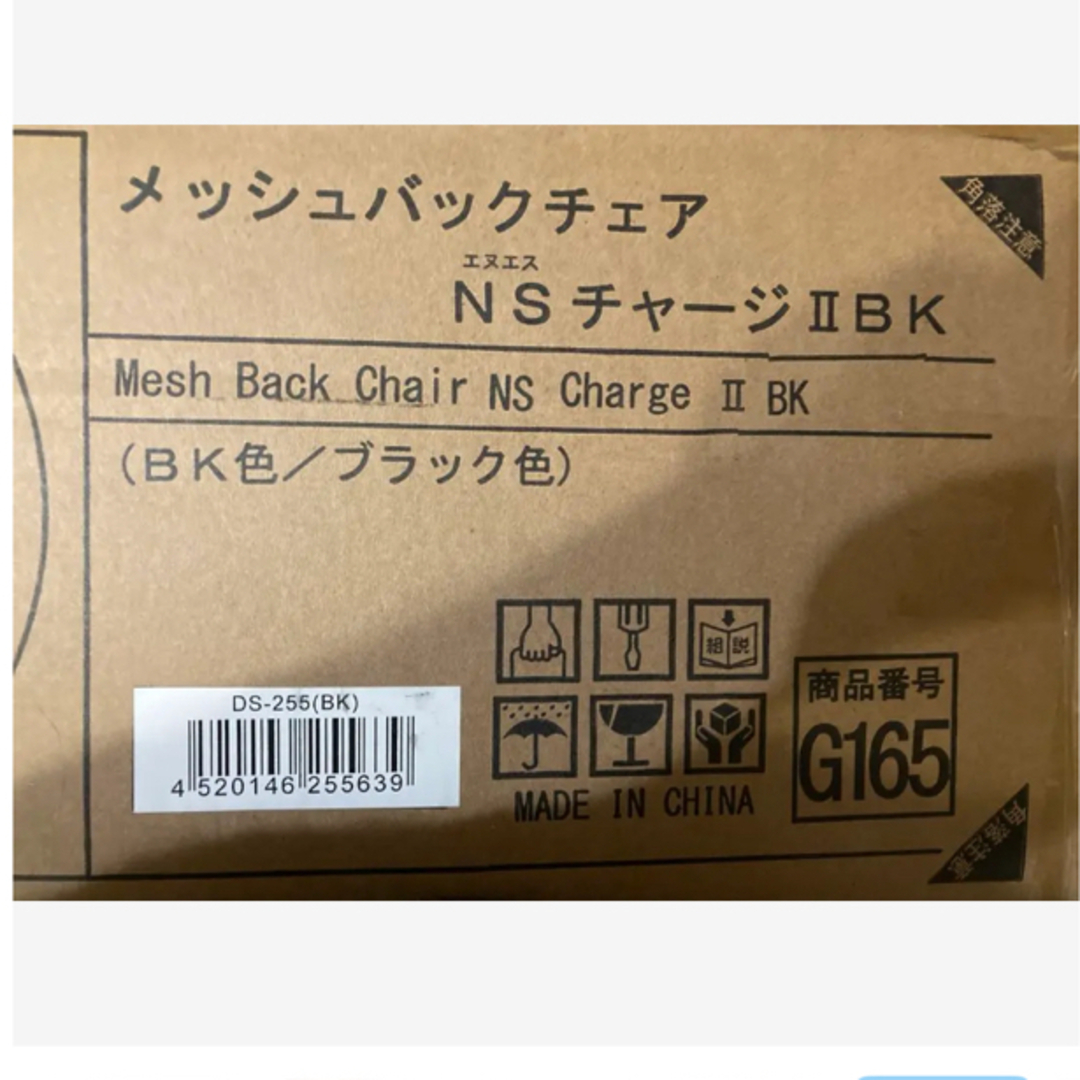 メッシュバックチェア
角落注意
エヌエス
NSチャージⅡBK
Mesh Back Chair NS Charge Ⅱ BK
(BK色／ブラック色)
組説
商品番号
G165
DS-255(BK)
4 520146 255639
MADE IN CHINA
角落注意